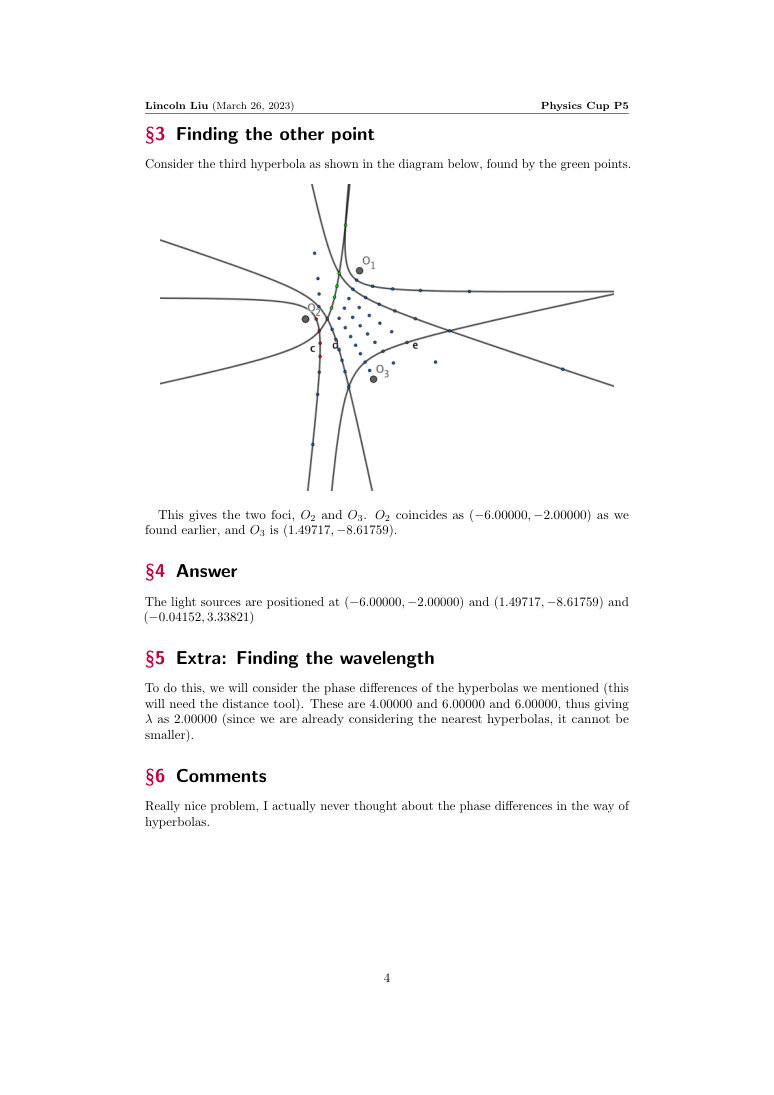 Lincoln Liu (March 26, 2023) Physics Cup P5
§3 Finding the other point
Consider the third hyperbola as shown in the diagram below, found by the green points.
O1
O2
c d e
O3
This gives the two foci, O2 and O3. O2 coincides as (−6.00000, −2.00000) as we
found earlier, and O3 is (1.49717, −8.61759).
§4 Answer
The light sources are positioned at (−6.00000, −2.00000) and (1.49717, −8.61759) and
(−0.04152, 3.33821)
§5 Extra: Finding the wavelength
To do this, we will consider the phase differences of the hyperbolas we mentioned (this
will need the distance tool). These are 4.00000 and 6.00000 and 6.00000, thus giving
λ as 2.00000 (since we are already considering the nearest hyperbolas, it cannot be
smaller).
§6 Comments
Really nice problem, I actually never thought about the phase differences in the way of
hyperbolas.
4